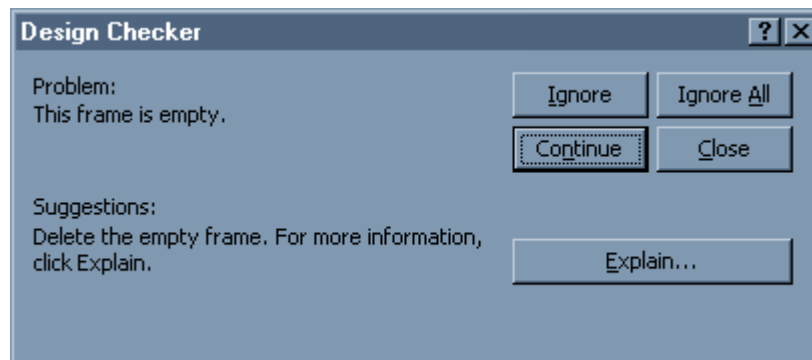 Design Checker
?
Problem:
This frame is empty.
Ignore
Ignore All
Continue
Close
Suggestions:
Delete the empty frame. For more information,
click Explain.
Explain...